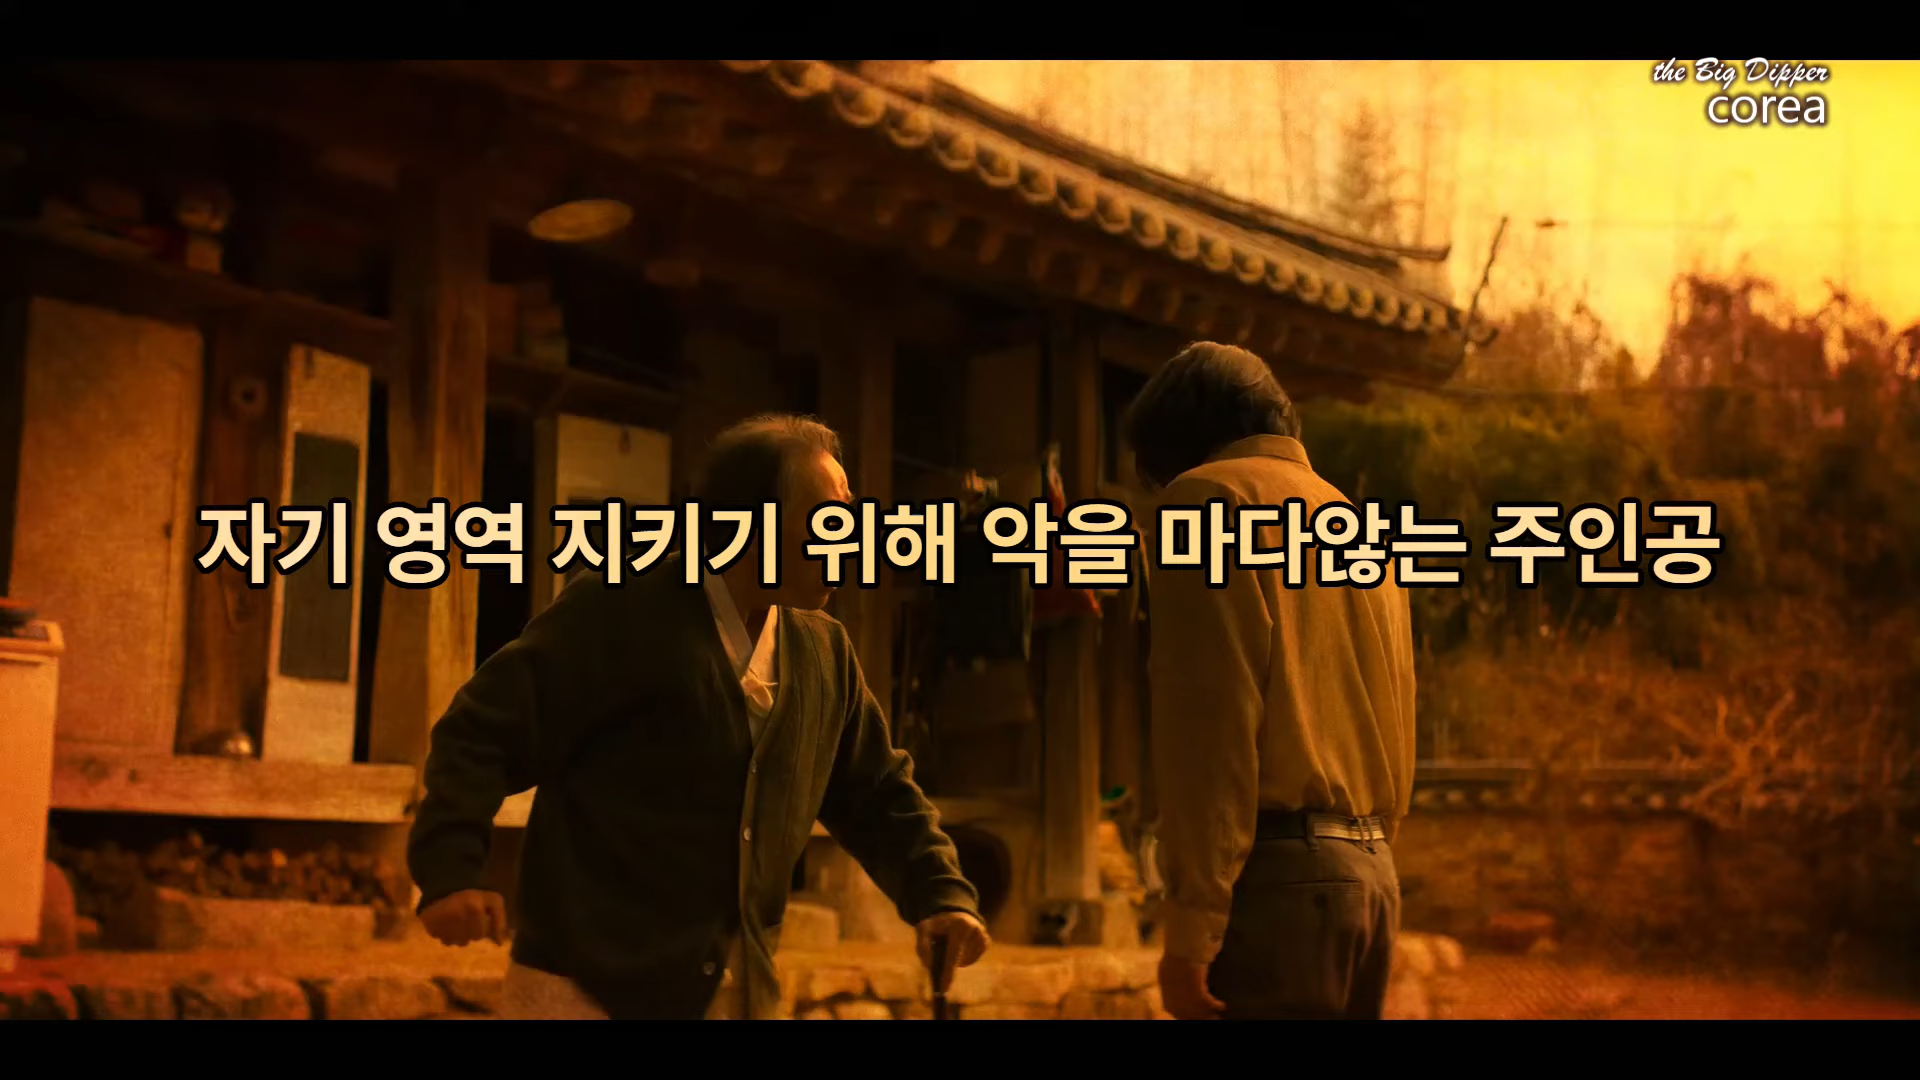 the Big Dipper
corea
자기 영역 지키기 위해 악을 마다않는 주인공